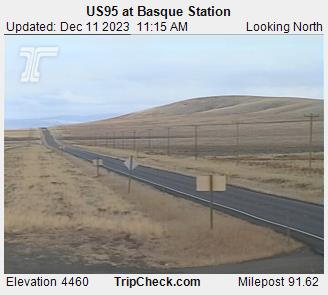 US95 at Basque Station
Updated: Dec 11 2023 11:15 AM Looking North
Elevation 4460 TripCheck.com Milepost 91.62